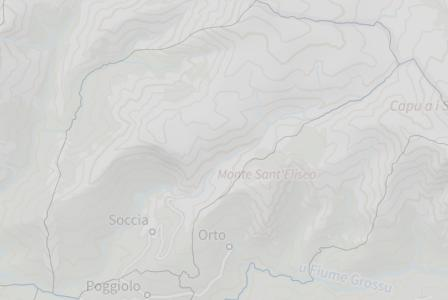 Capu a i S
Monte Sant'Eliseo
Soccia
Orto
u Fiume Grossu
Poggiolo